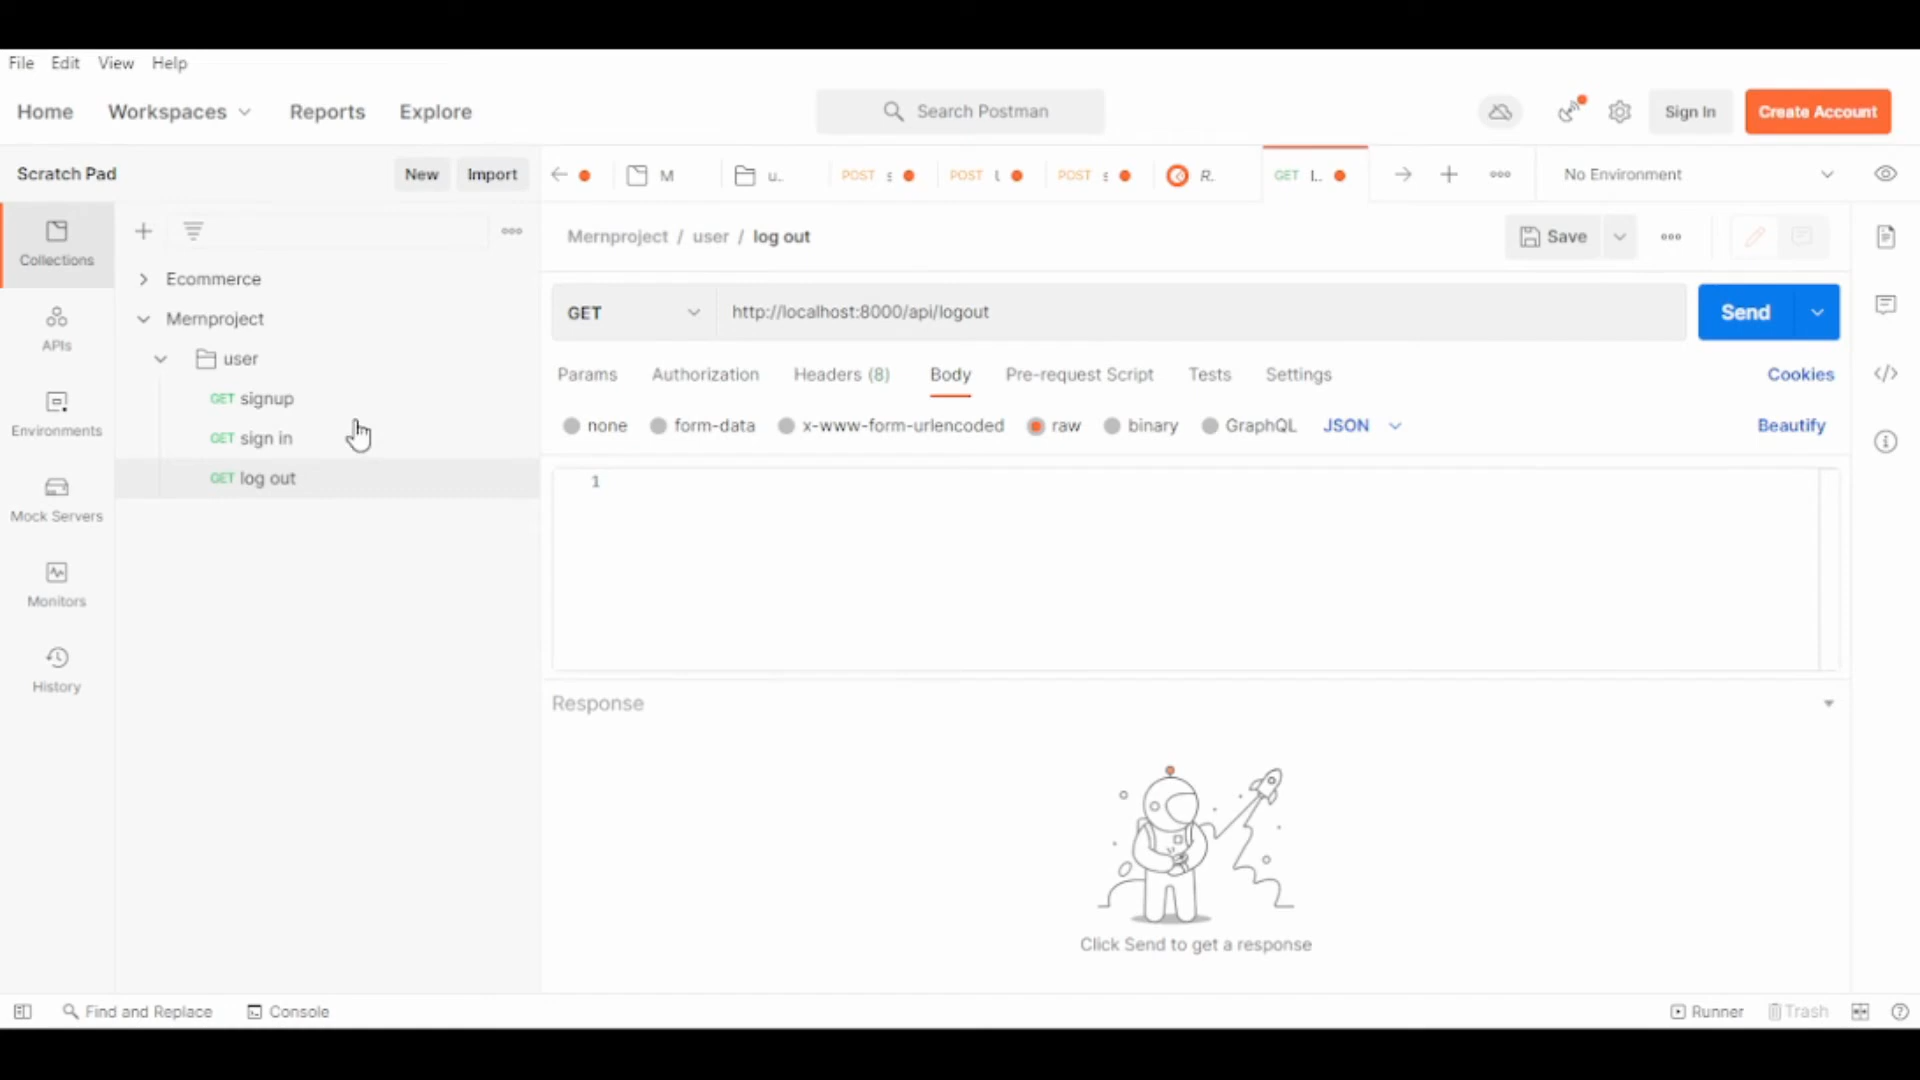 File Edit View Help
Home Workspaces Reports Explore Search Postman Sign In Create Account
Scratch Pad New Import M u.. POST POST POST R. GET No Environment
Collections
APIs
Environments
Mock Servers
Monitors
History
Ecommerce
Mernproject
user
GET signup
GET sign in
GET log out
Mernproject / user / log out Save
GET http://localhost:8000/api/logout Send
Params Authorization Headers (8) Body Pre-request Script Tests Settings Cookies
none form-data x-www-form-urlencoded raw binary GraphQL JSON Beautify
1
Response
Click Send to get a response
Find and Replace Console Runner Trash